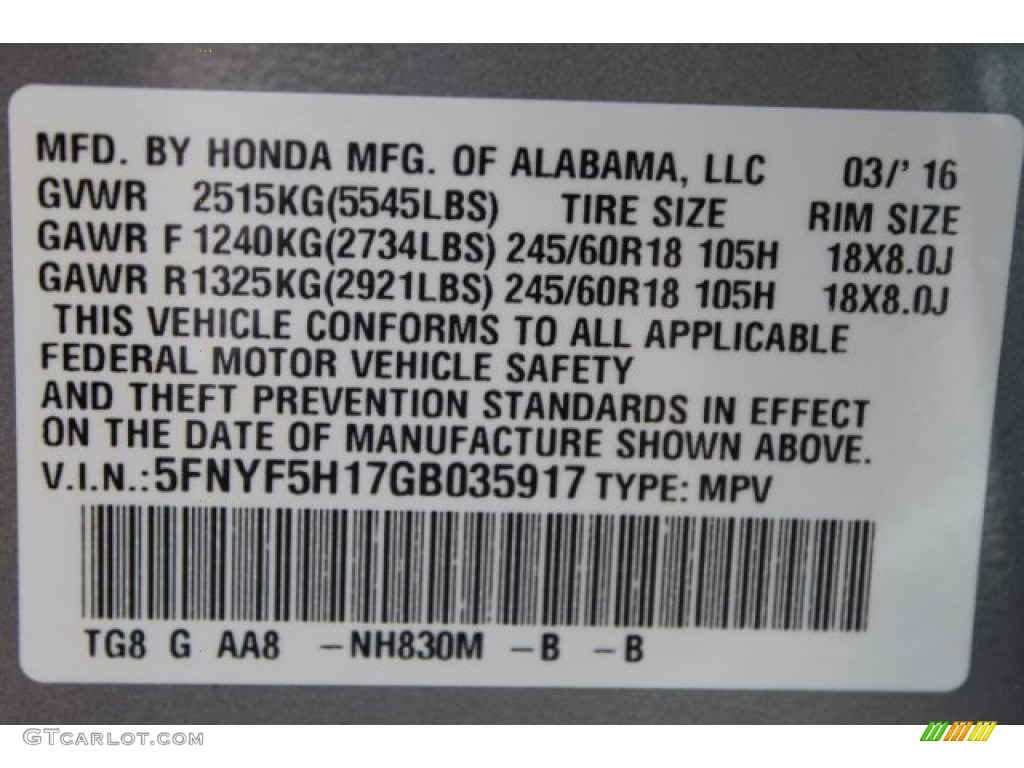 MFD. BY HONDA MFG. OF ALABAMA, LLC 03/' 16
GVWR 2515KG(5545LBS) TIRE SIZE RIM SIZE
GAWR F 1240KG(2734LBS) 245/60R18 105H 18X8.0J
GAWR R 1325KG(2921LBS) 245/60R18 105H 18X8.0J
THIS VEHICLE CONFORMS TO ALL APPLICABLE
FEDERAL MOTOR VEHICLE SAFETY
AND THEFT PREVENTION STANDARDS IN EFFECT
ON THE DATE OF MANUFACTURE SHOWN ABOVE.
V.I.N.: 5FNYF5H17GB035917 TYPE: MPV
TG8 G AA8 -NH830M -B -B
GTCARLOT.COM